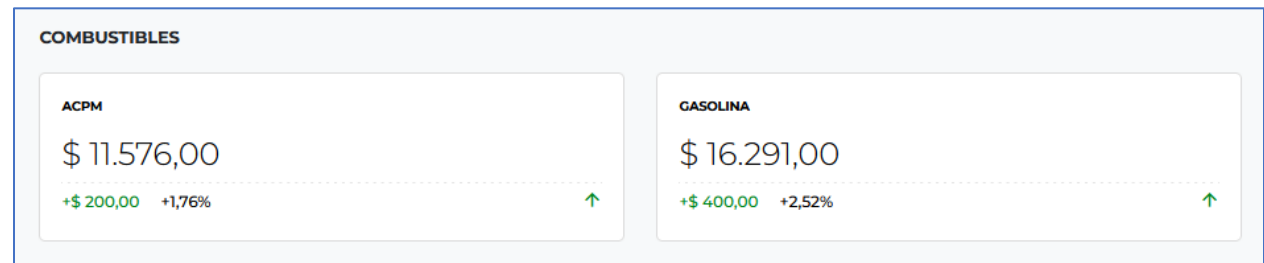 COMBUSTIBLES
ACPM
$ 11.576,00
+$ 200,00 +1,76%
GASOLINA
$ 16.291,00
+$ 400,00 +2,52%